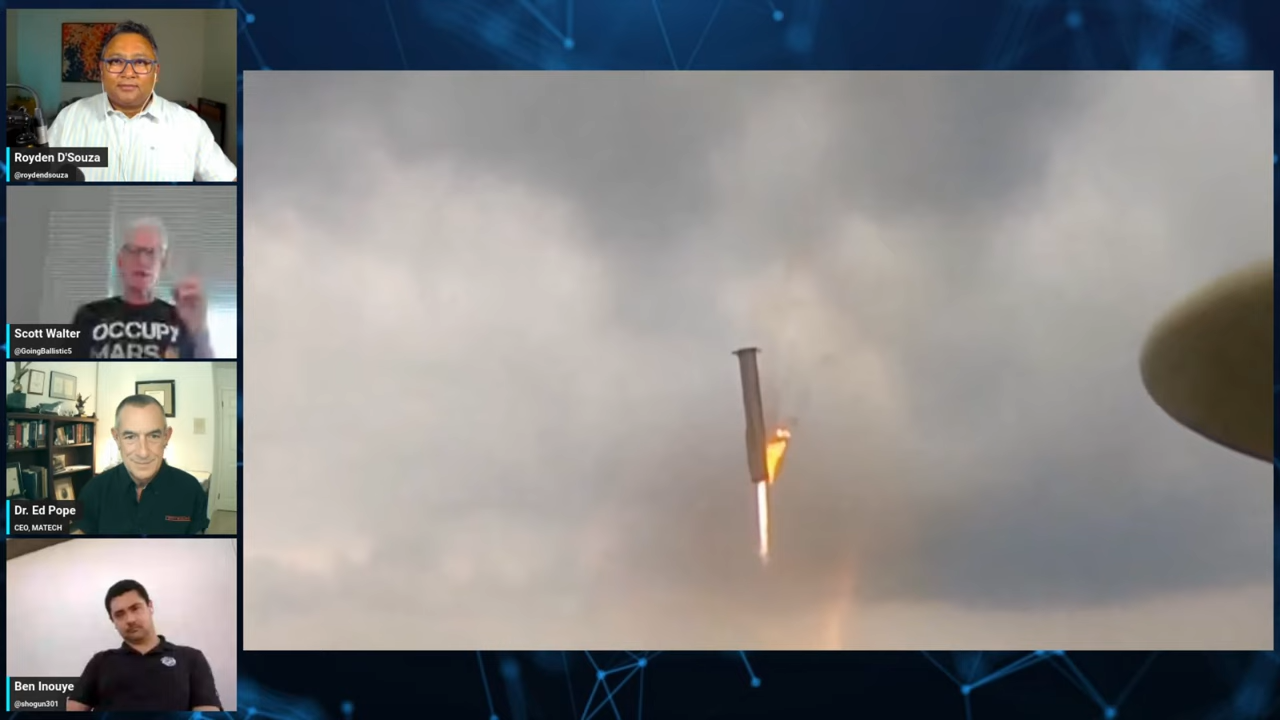 Royden D'Souza
@roydendsouza
Scott Walter
@GoingBallistic5
OCCUPY
MARS
Dr. Ed Pope
CEO, MATECH
Ben Inouye
@shogun301